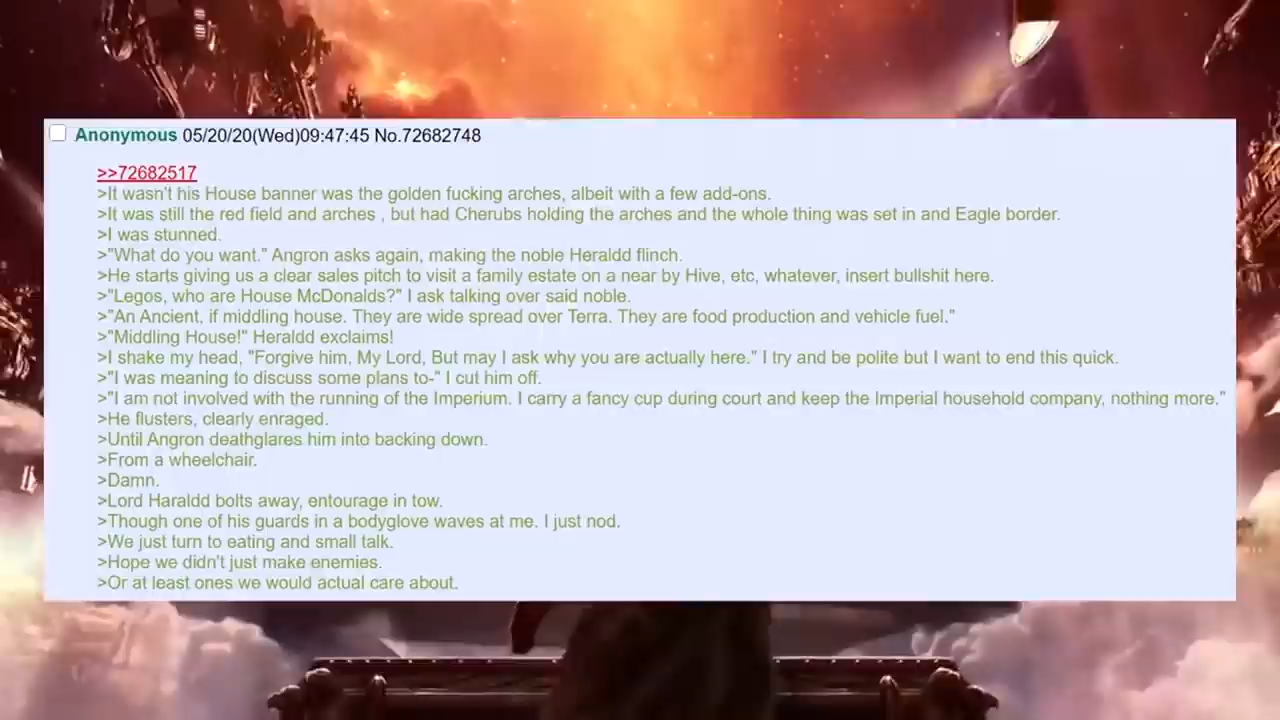 Anonymous 05/20/20(Wed)09:47:45 No.72682748
>>72682517
>It wasn't his House banner was the golden fucking arches, albeit with a few add-ons.
>It was still the red field and arches , but had Cherubs holding the arches and the whole thing was set in and Eagle border.
>I was stunned.
>"What do you want." Angron asks again, making the noble Heraldd flinch.
>He starts giving us a clear sales pitch to visit a family estate on a near by Hive, etc, whatever, insert bullshit here.
>"Legos, who are House McDonalds?" I ask talking over said noble.
>"An Ancient, if middling house. They are wide spread over Terra. They are food production and vehicle fuel."
>"Middling House!" Heraldd exclaims!
>I shake my head, "Forgive him, My Lord, But may I ask why you are actually here." I try and be polite but I want to end this quick.
>"I was meaning to discuss some plans to-" I cut him off.
>"I am not involved with the running of the Imperium. I carry a fancy cup during court and keep the Imperial household company, nothing more."
>He flusters, clearly enraged.
>Until Angron deathglares him into backing down.
>From a wheelchair.
>Damn.
>Lord Haraldd bolts away, entourage in tow.
>Though one of his guards in a bodyglove waves at me. I just nod.
>We just turn to eating and small talk.
>Hope we didn't just make enemies.
>Or at least ones we would actual care about.